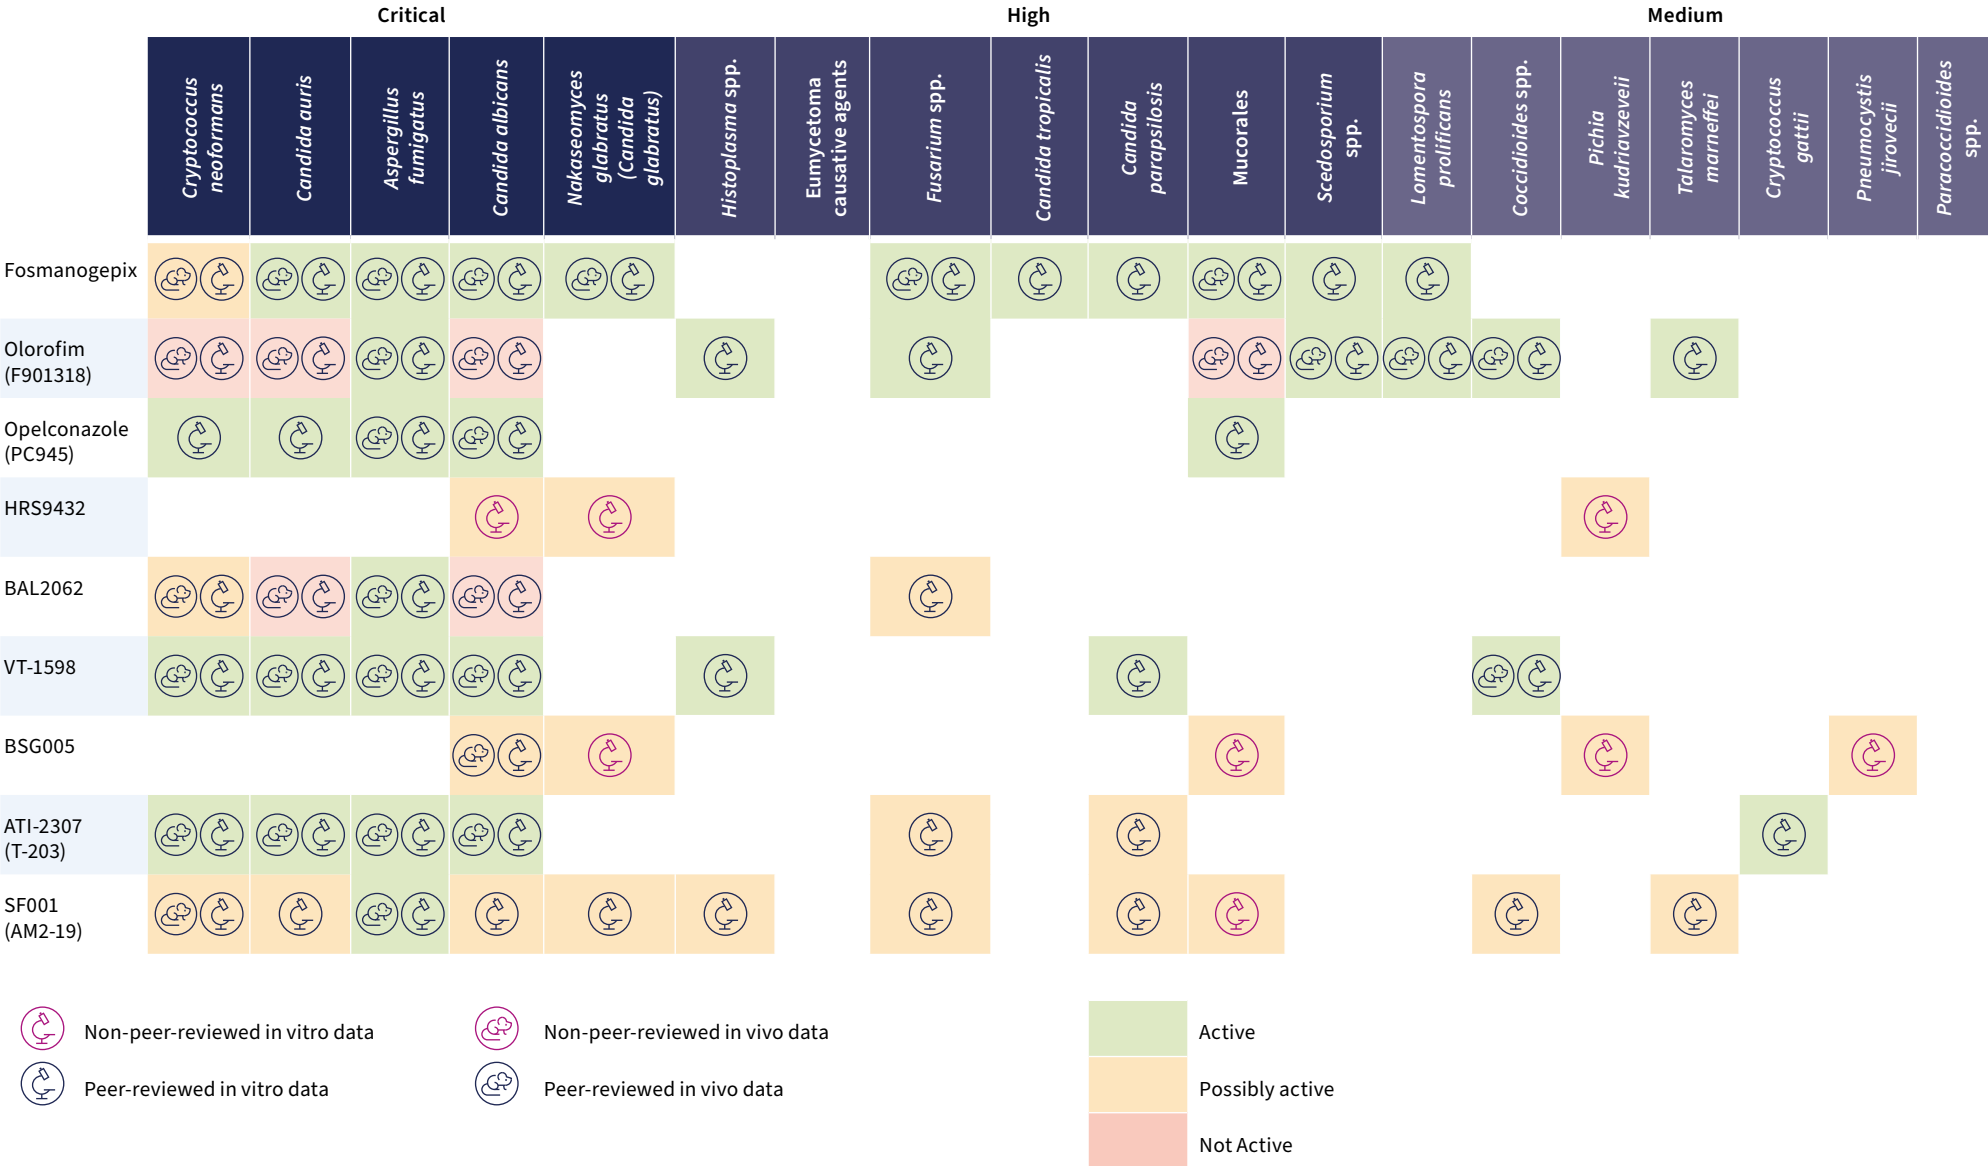 Critical
High
Medium
Cryptococcus
neoformans
Candida auris
Aspergillus
fumigatus
Candida albicans
Nakaseomyces
glabratus
(Candida
glabratus)
Histoplasma spp.
Eumycetoma
causative agents
Fusarium spp.
Candida tropicalis
Candida
parapsilosis
Mucorales
Scedosporium
spp.
Lomentospora
prolificans
Coccidioides spp.
Pichia
kudriavzeveii
Talaromyces
marneffei
Cryptococcus
gattii
Pneumocystis
jirovecii
Paracoccidioides
spp.
Fosmanogepix
Olorofim
(F901318)
Opelconazole
(PC945)
HRS9432
BAL2062
VT-1598
BSG005
ATI-2307
(T-203)
SF001
(AM2-19)
Non-peer-reviewed in vitro data
Non-peer-reviewed in vivo data
Active
Peer-reviewed in vitro data
Peer-reviewed in vivo data
Possibly active
Not Active